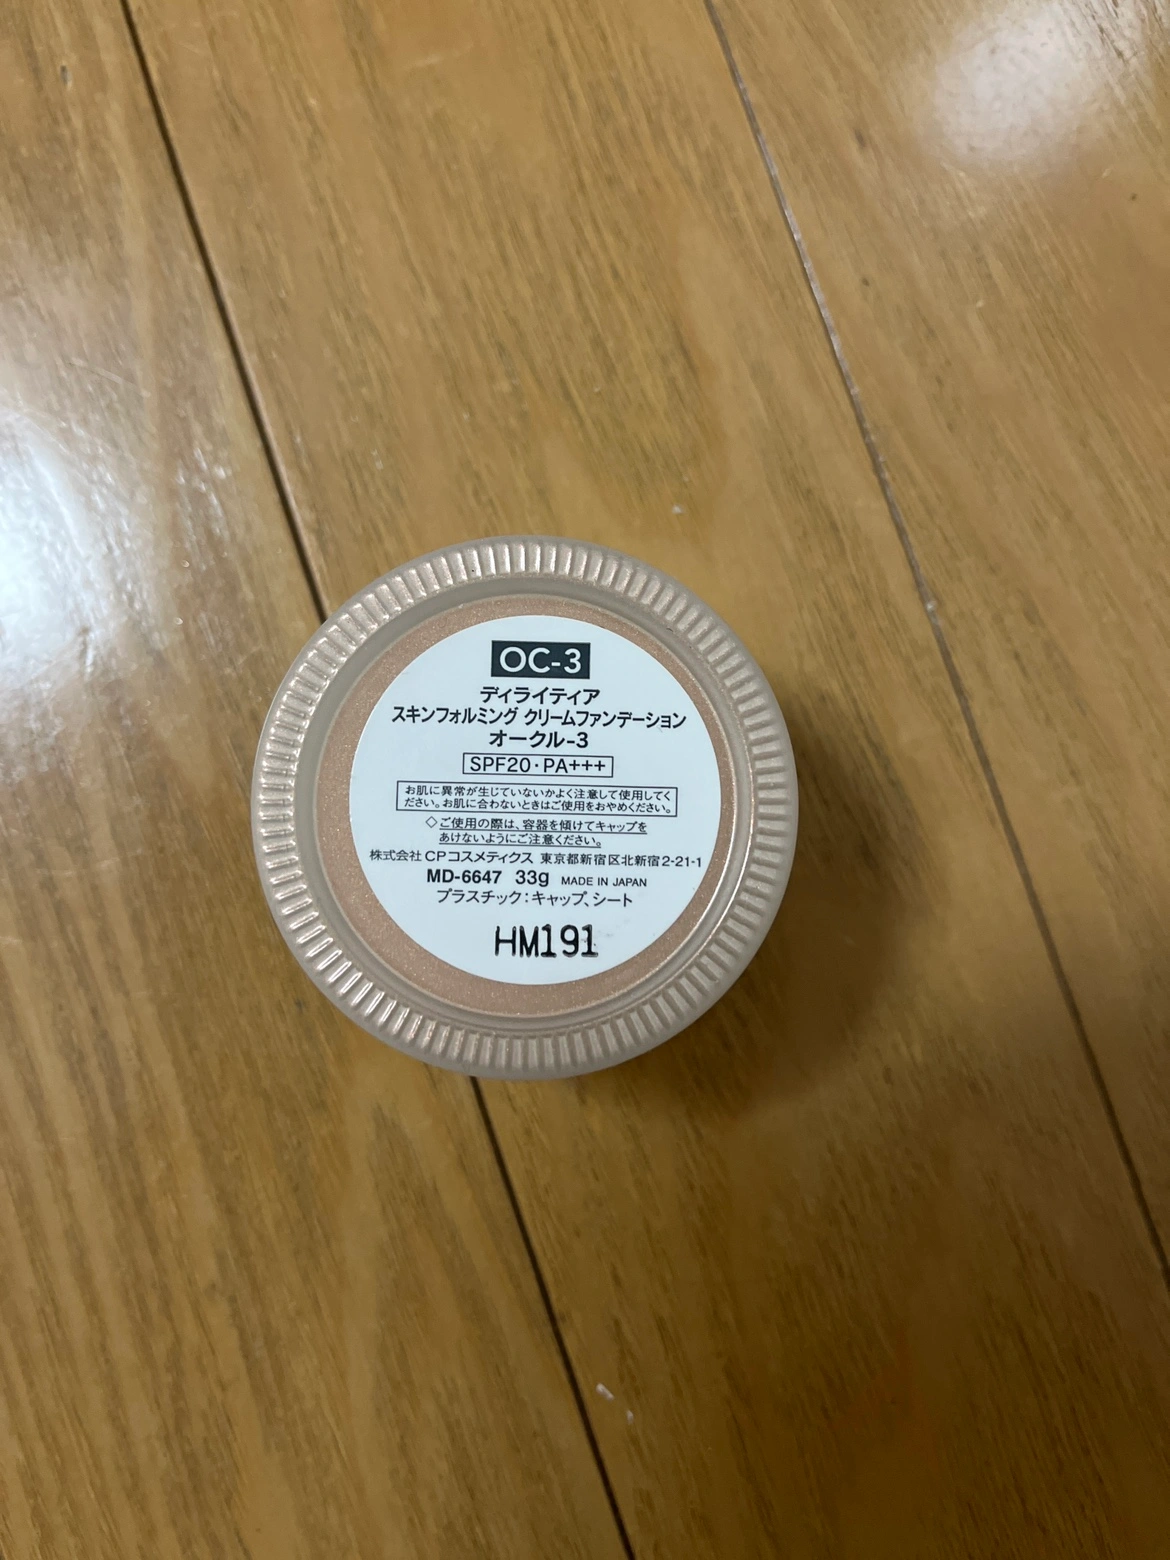 OC-3
ディライティア
スキンフォルミング クリームファンデーション
オークル-3
SPF20・PA+++
お肌に異常が生じていないかよく注意して使用してく
ださい。お肌に合わないときはご使用をおやめください。
◇ご使用の際は、容器を傾けてキャップを
あけないようにご注意ください。
株式会社 CPコスメティクス 東京都新宿区北新宿2-21-1
MD-6647 33g MADE IN JAPAN
プラスチック：キャップ、シート
HM191